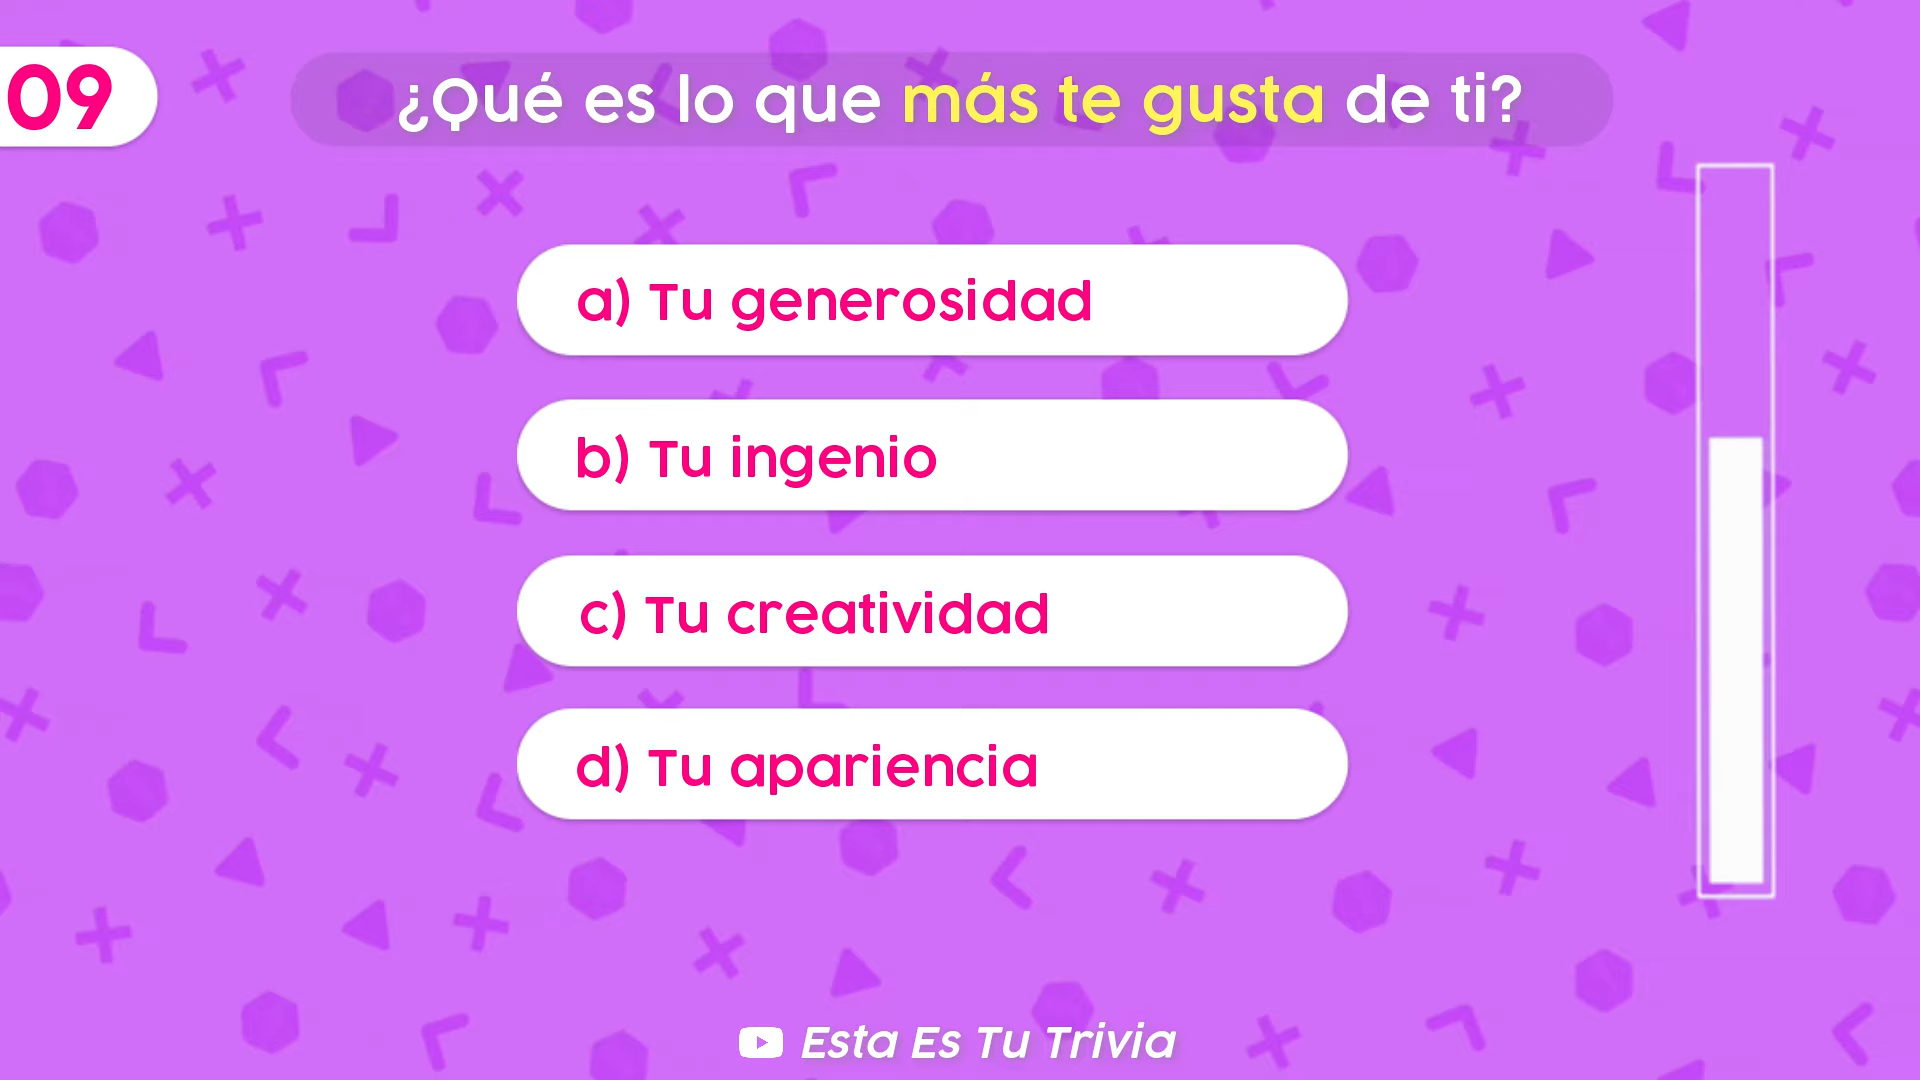 09
¿Qué es lo que más te gusta de ti?
a) Tu generosidad
b) Tu ingenio
c) Tu creatividad
d) Tu apariencia
Esta Es Tu Trivia